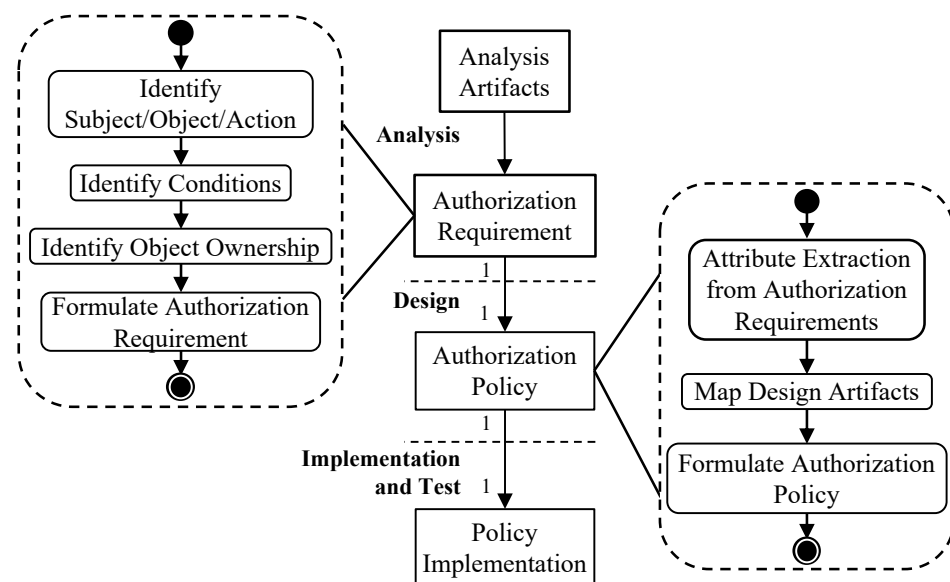 Identify
Subject/Object/Action
Identify Conditions
Identify Object Ownership
Formulate Authorization
Requirement
Analysis
Artifacts
Analysis
Authorization
Requirement
1
Design
1
Authorization
Policy
1
Implementation
and Test
1
Policy
Implementation
Attribute Extraction
from Authorization
Requirements
Map Design Artifacts
Formulate Authorization
Policy